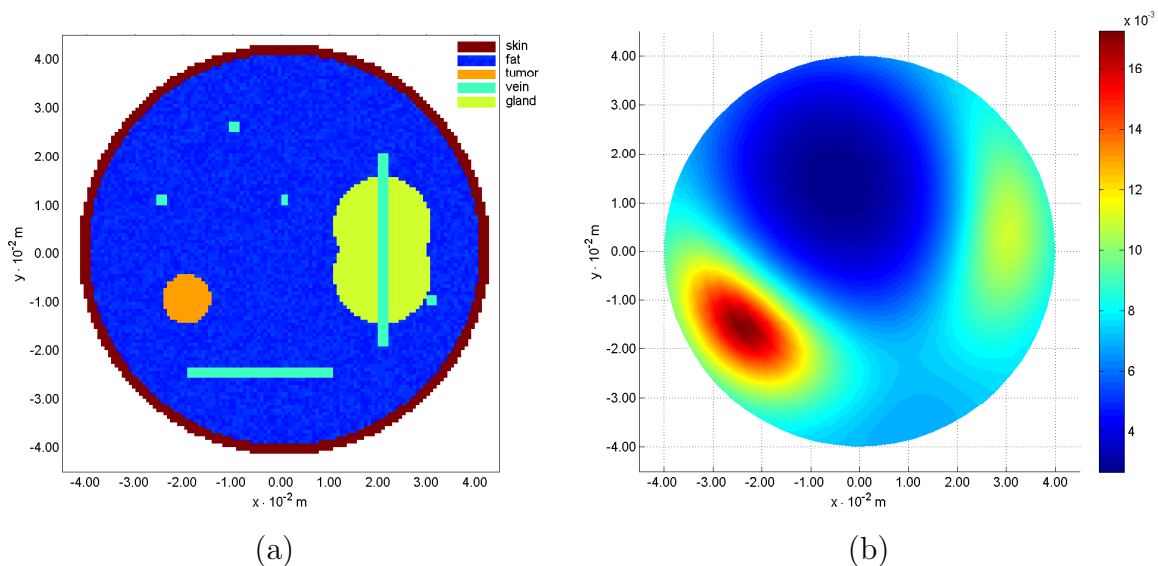 skin
fat
tumor
vein
gland
4.00
3.00
2.00
1.00
0.00
-1.00
-2.00
-3.00
-4.00
y · 10⁻² m
-4.00 -3.00 -2.00 -1.00 0.00 1.00 2.00 3.00 4.00
x · 10⁻² m
(a)
x 10⁻³
4.00
3.00
2.00
1.00
0.00
-1.00
-2.00
-3.00
-4.00
y · 10⁻² m
-4.00 -3.00 -2.00 -1.00 0.00 1.00 2.00 3.00 4.00
x · 10⁻² m
16
14
12
10
8
6
4
(b)